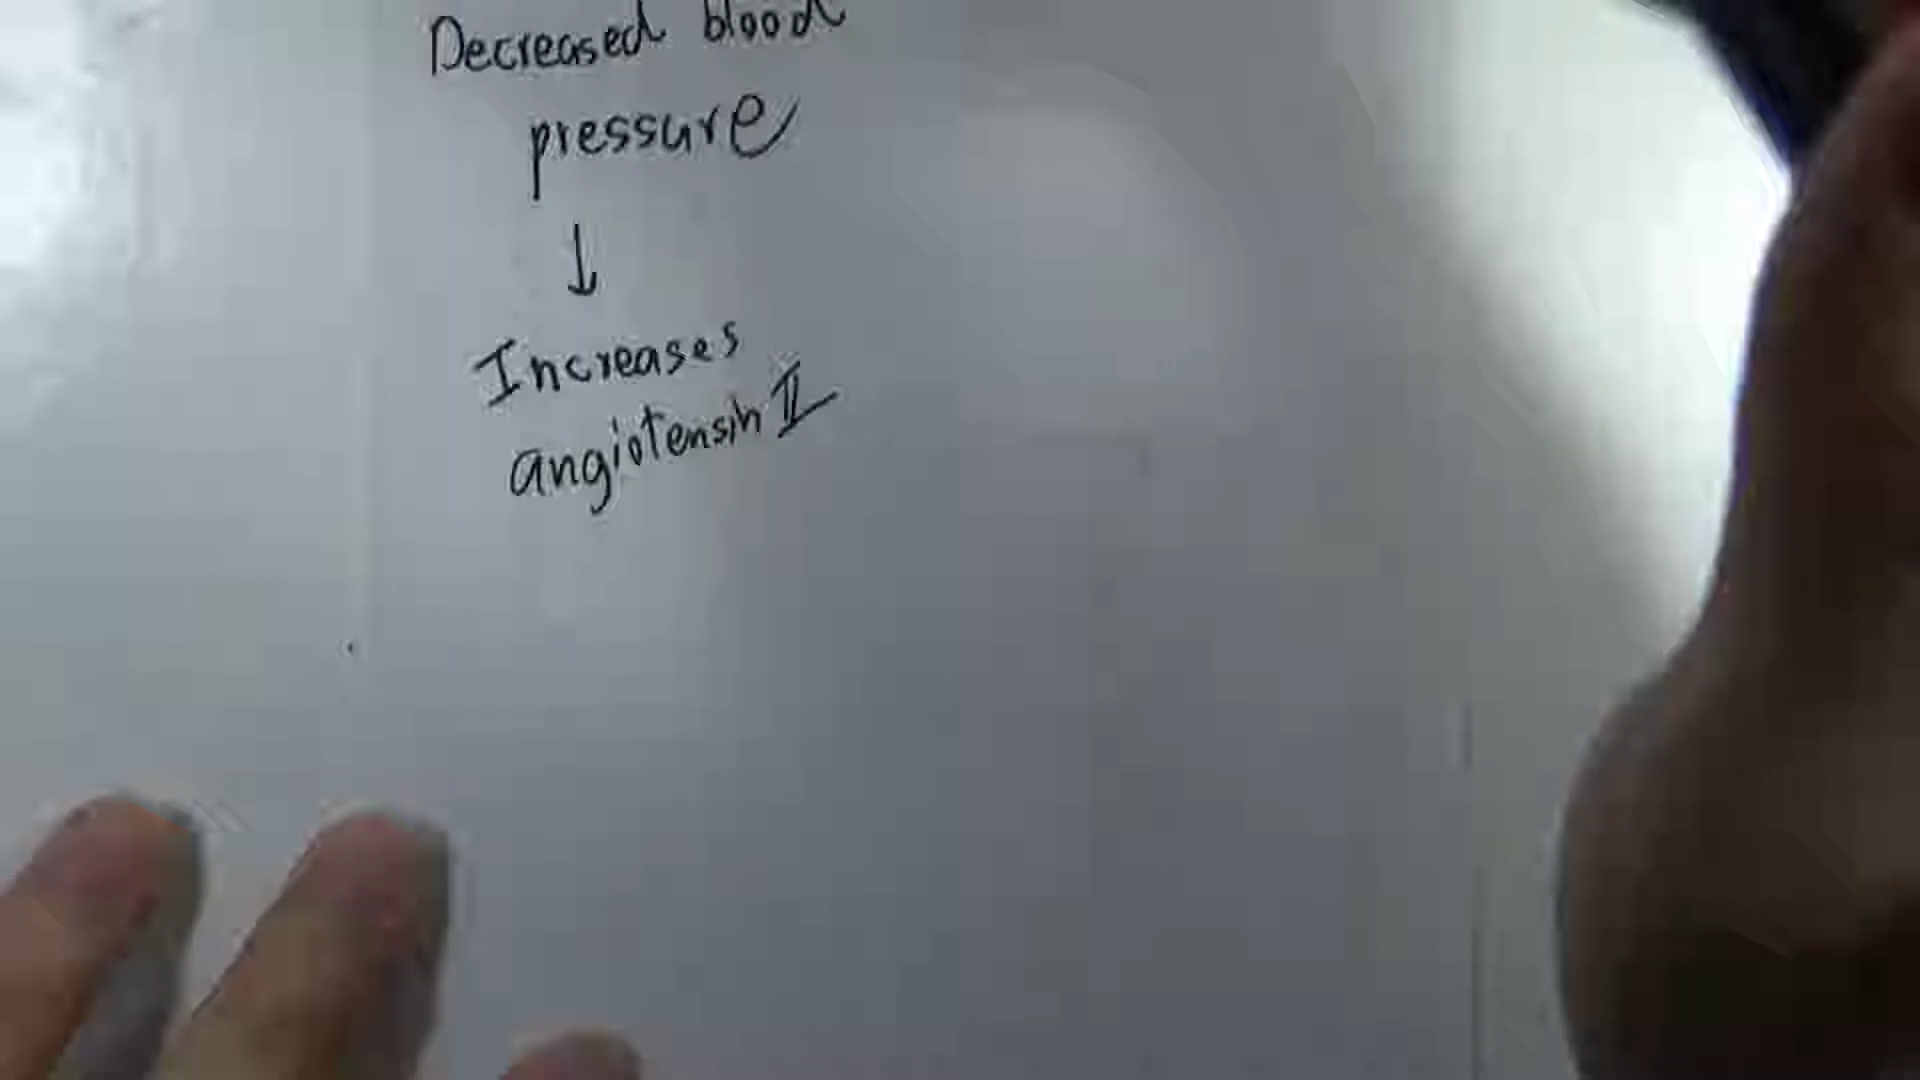 Decreased blood
pressure
↓
Increases
angiotensin II